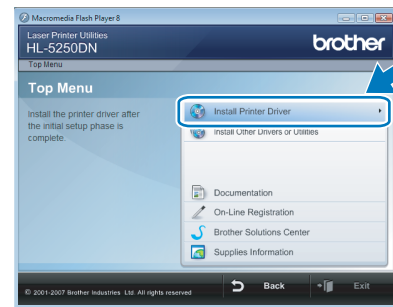 Macromedia Flash Player 8
Laser Printer Utilities
HL-5250DN
brother
Top Menu
Top Menu
Install the printer driver after
the initial setup phase is
complete.
Install Printer Driver
Install Other Drivers or Utilities
Documentation
On-Line Registration
Brother Solutions Center
Supplies Information
© 2001-2007 Brother Industries Ltd. All rights reserved
Back
Exit